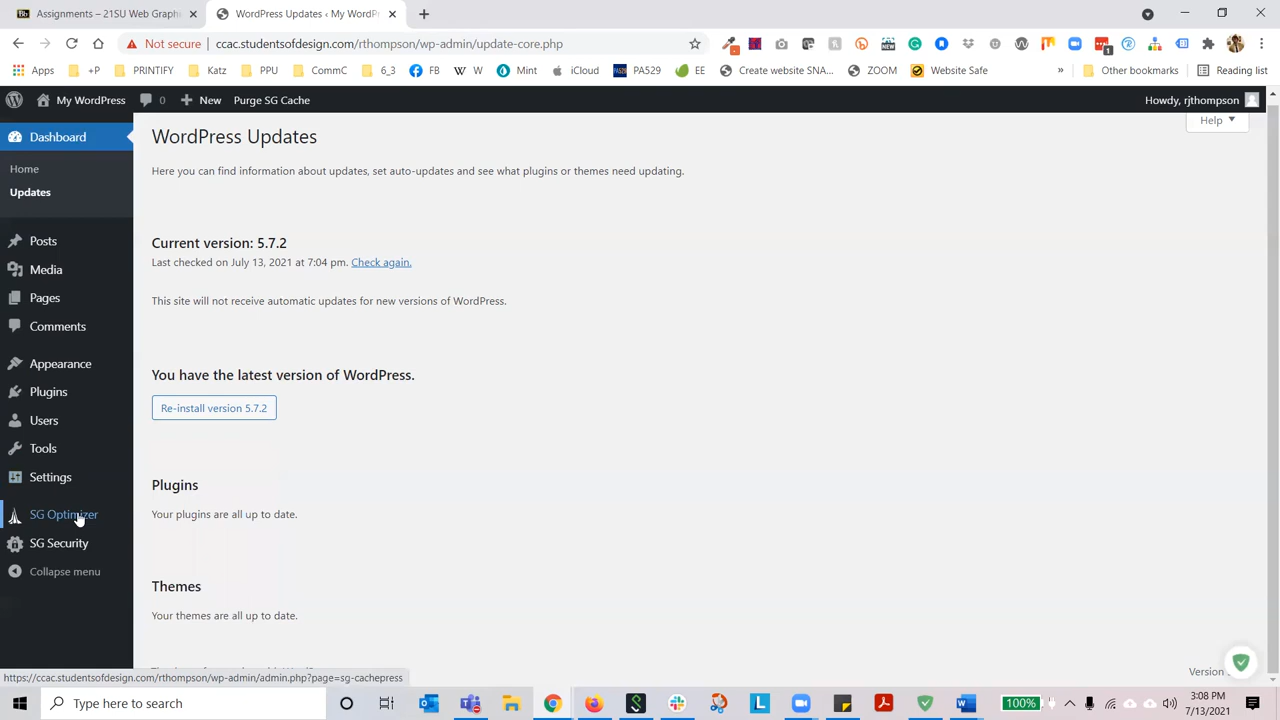 Assignments – 21SU Web Graphi
WordPress Updates ‹ My WordPr
Not secure
ccac.studentsofdesign.com/rthompson/wp-admin/update-core.php
NEW
1
Apps
+P
PRINTIFY
Katz
PPU
CommC
6_3
FB
W
Mint
iCloud
PA529
EE
Create website SNA...
ZOOM
Website Safe
»
Other bookmarks
Reading list
My WordPress
0
New
Purge SG Cache
Howdy, rjthompson
Dashboard
Home
Updates
Posts
Media
Pages
Comments
Appearance
Plugins
Users
Tools
Settings
SG Optimizer
SG Security
Collapse menu
Help
WordPress Updates
Here you can find information about updates, set auto-updates and see what plugins or themes need updating.
Current version: 5.7.2
Last checked on July 13, 2021 at 7:04 pm. Check again.
This site will not receive automatic updates for new versions of WordPress.
You have the latest version of WordPress.
Re-install version 5.7.2
Plugins
Your plugins are all up to date.
Themes
Your themes are all up to date.
Version
https://ccac.studentsofdesign.com/rthompson/wp-admin/admin.php?page=sg-cachepress
Type here to search
100%
3:08 PM
7/13/2021